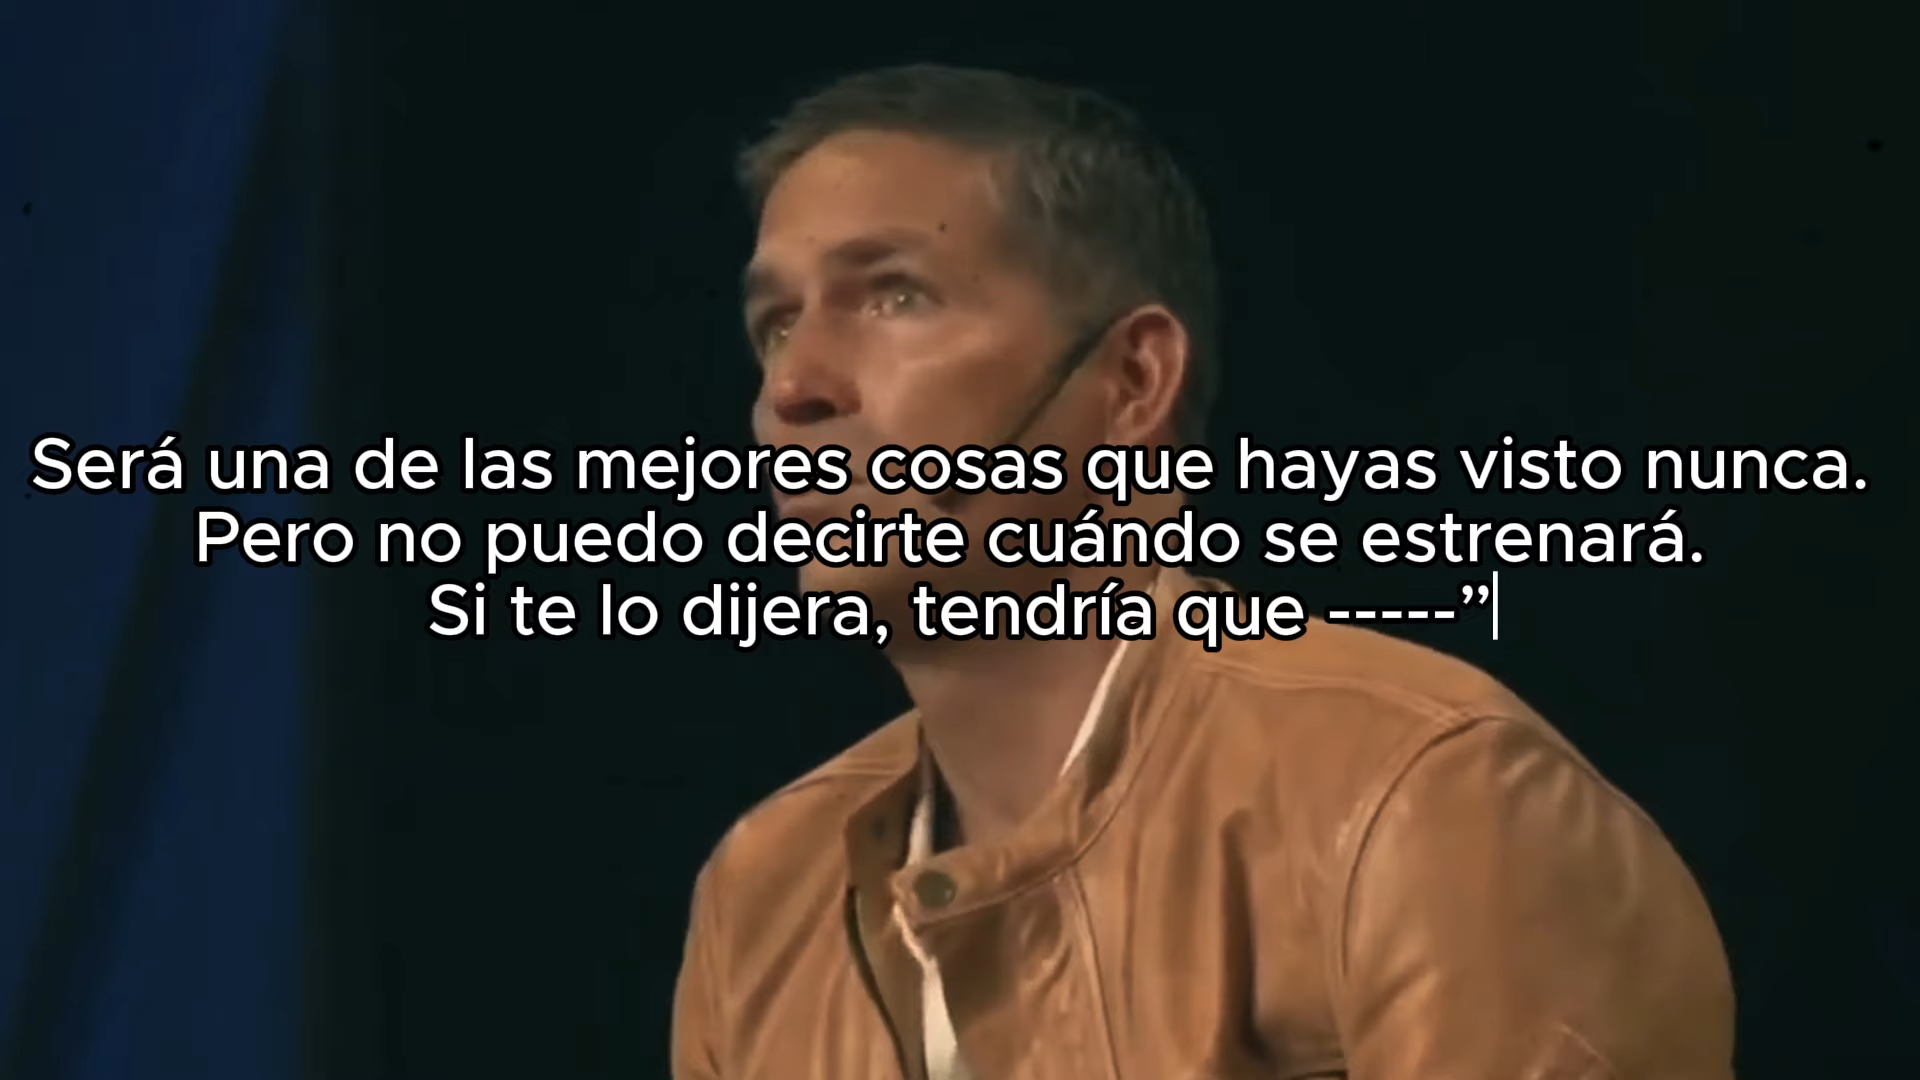 Será una de las mejores cosas que hayas visto nunca.
Pero no puedo decirte cuándo se estrenará.
Si te lo dijera, tendría que -----”